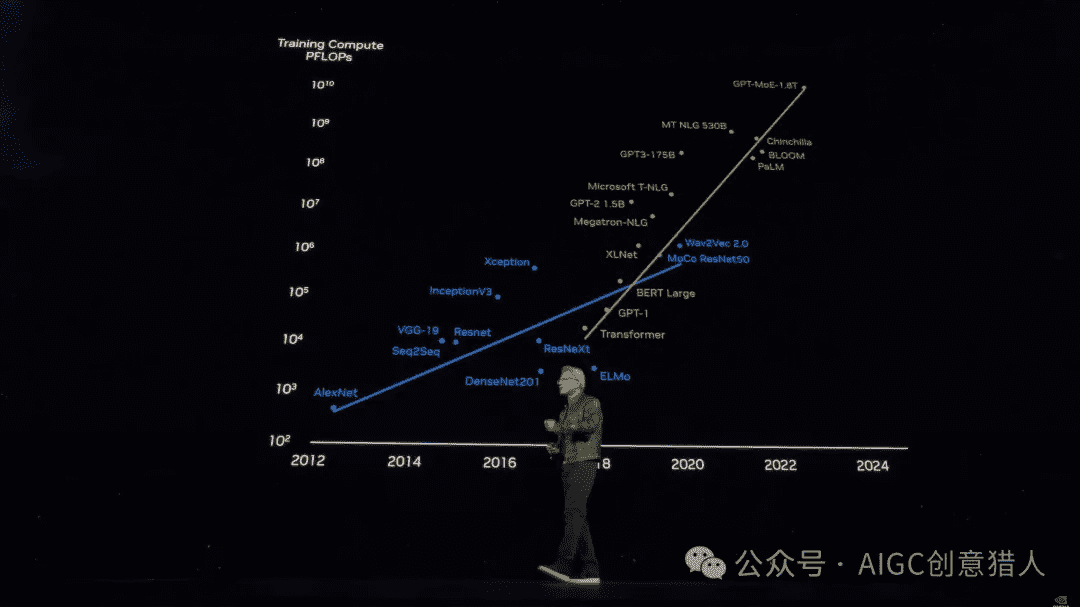 Training Compute
PFLOPs
10¹⁰
10⁹
10⁸
10⁷
10⁶
10⁵
10⁴
10³
10²
GPT-MoE-1.8T
MT NLG 530B
Chinchilla
GPT3-175B
BLOOM
PaLM
Microsoft T-NLG
GPT-2 1.5B
Megatron-NLG
Wav2Vec 2.0
XLNet
MoCo ResNet50
Xception
InceptionV3
BERT Large
GPT-1
VGG-19
Resnet
Transformer
Seq2Seq
ResNeXt
DenseNet201
ELMo
AlexNet
2012
2014
2016
18
2020
2022
2024
公众号 · AIGC创意猎人